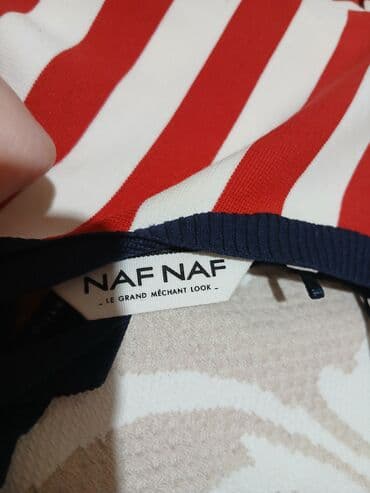 NAF NAF
- LE GRAND MÉCHANT LOOK -